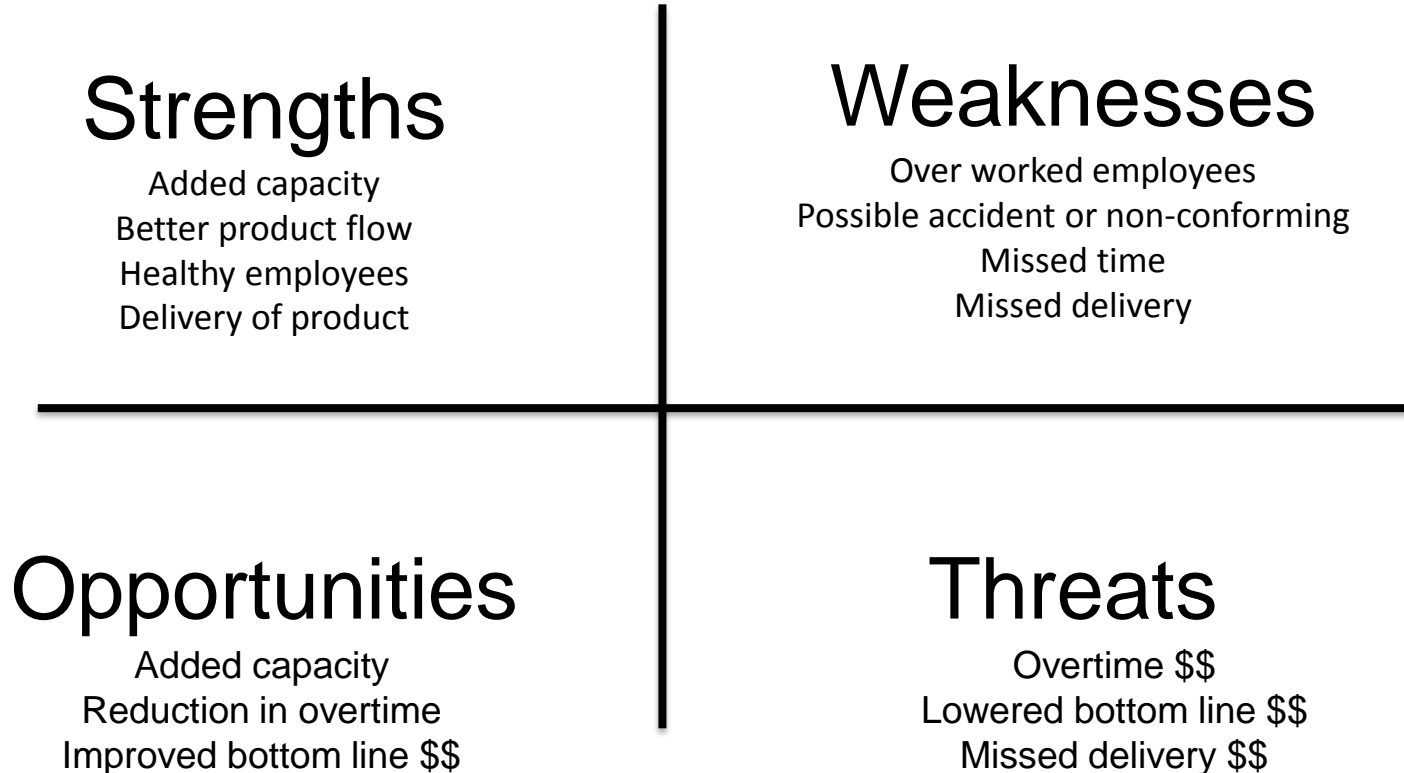 Strengths
Added capacity
Better product flow
Healthy employees
Delivery of product
Weaknesses
Over worked employees
Possible accident or non-conforming
Missed time
Missed delivery
Opportunities
Added capacity
Reduction in overtime
Improved bottom line $$
Threats
Overtime $$
Lowered bottom line $$
Missed delivery $$